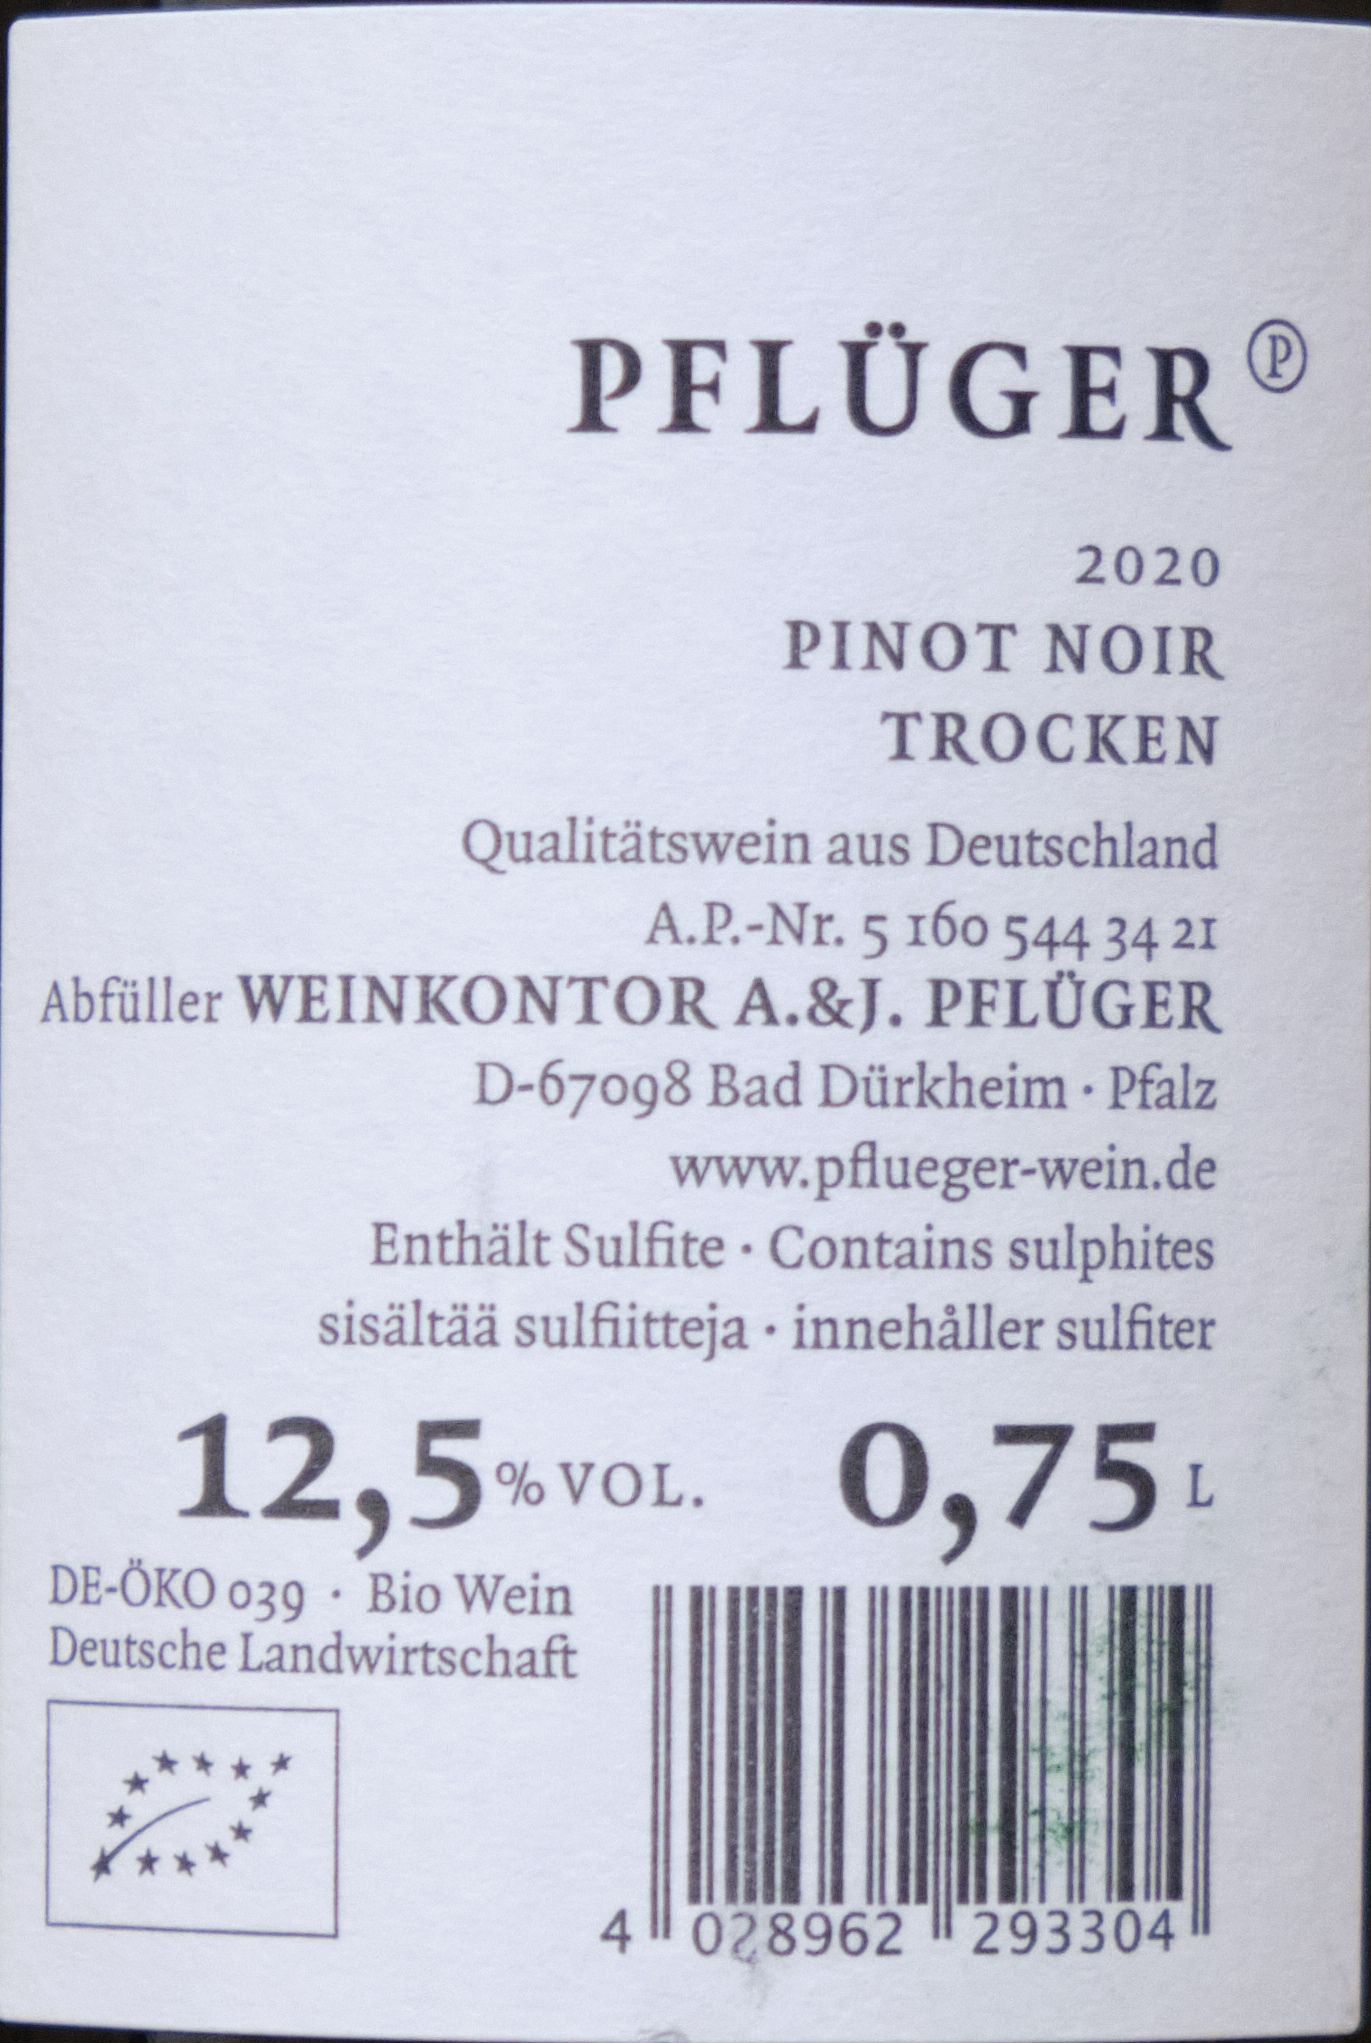 PFLÜGER Ⓟ
2020
PINOT NOIR
TROCKEN
Qualitätswein aus Deutschland
A.P.-Nr. 5 160 544 34 21
Abfüller WEINKONTOR A.&J. PFLÜGER
D-67098 Bad Dürkheim · Pfalz
www.pflueger-wein.de
Enthält Sulfite · Contains sulphites
sisältää sulfiitteja · innehåller sulfiter
12,5 % VOL. 0,75 L
DE-ÖKO 039 · Bio Wein
Deutsche Landwirtschaft
4 028962 293304